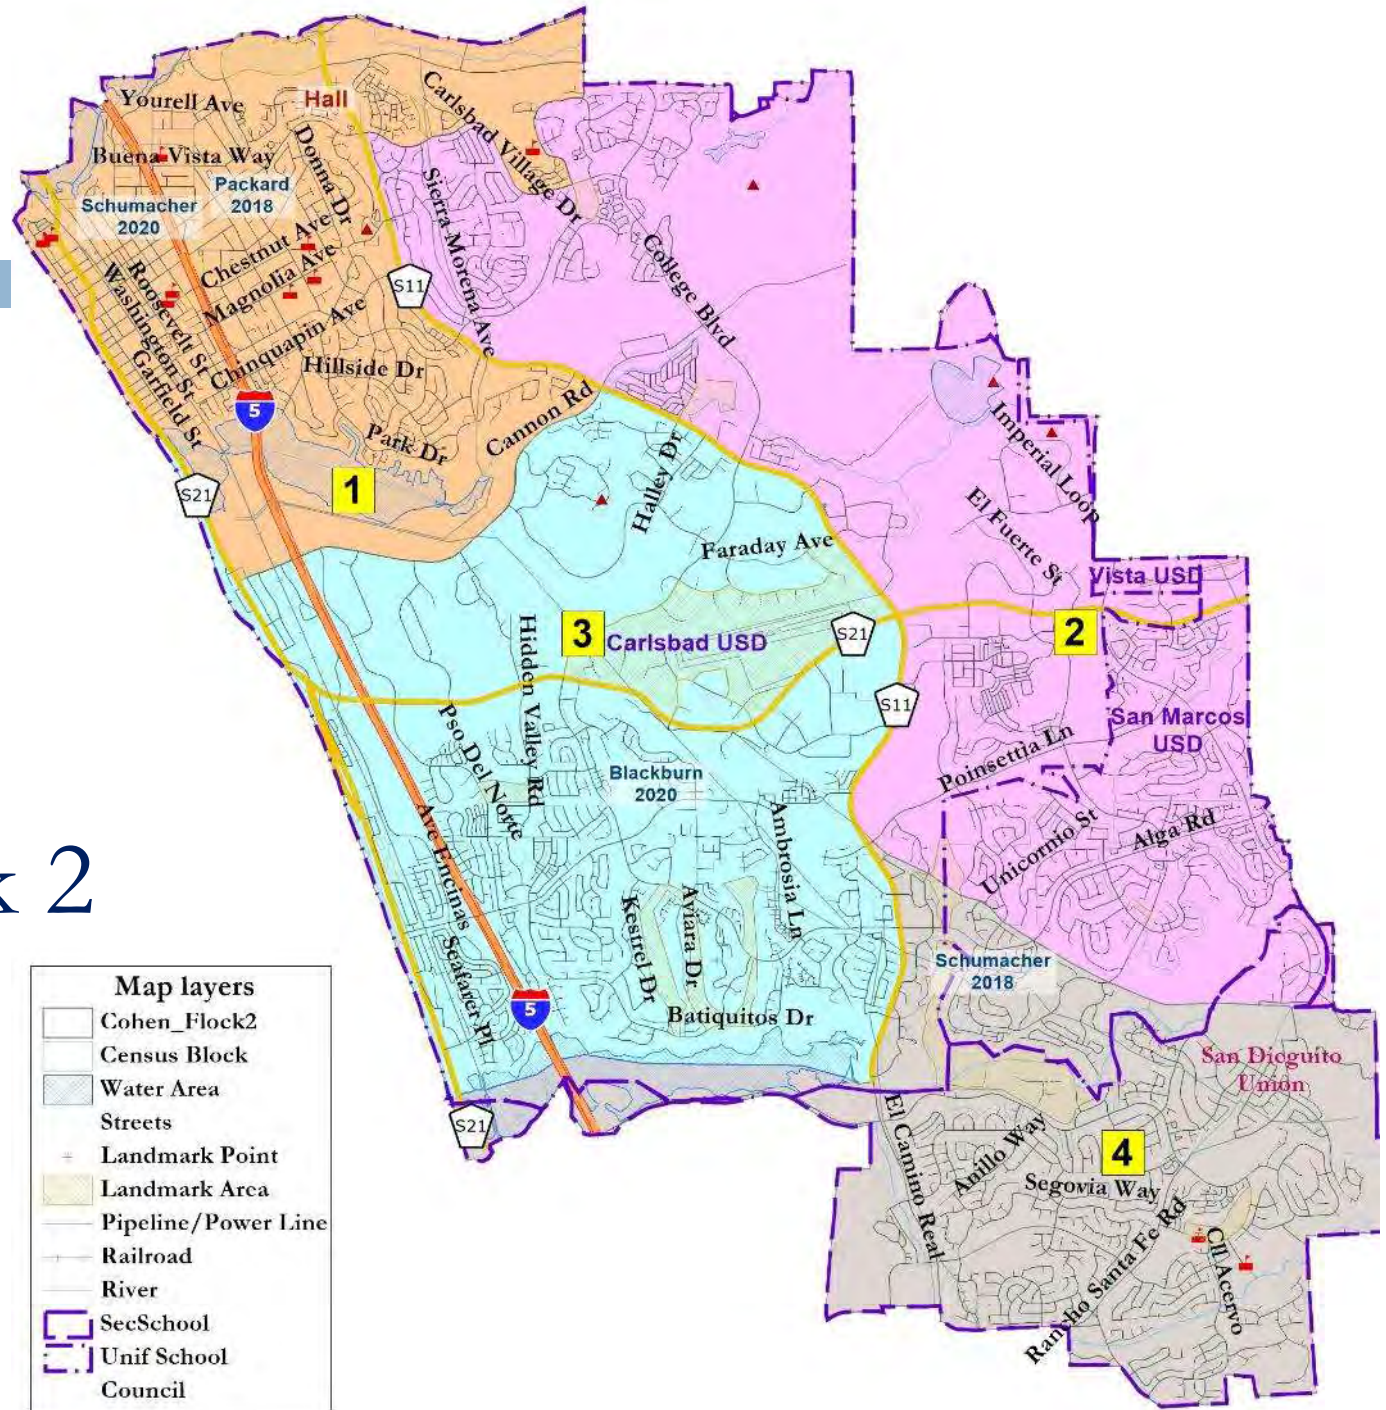 Yourell Ave
Hall
Carlsbad Village Dr
Buena Vista Way
Donna Dr
Packard
2018
Schumacher
2020
Sierra Morena Ave
Chestnut Ave
Magnolia Ave
College Blvd
S11
Roosevelt St
Washington St
Garfield St
Chinquapin Ave
Hillside Dr
5
Cannon Rd
Park Dr
Halley Dr
Imperial Loop
S21
1
El Fuerte St
Faraday Ave
Vista USD
3
Carlsbad USD
S21
2
Hidden Valley Rd
S11
San Marcos
USD
Pso Del Norte
Poinsettia Ln
Blackburn
2020
Ave Encinas
Ambrosia Ln
Unicornio St
Alga Rd
k 2
Kestrel Dr
Aviara Dr
Seafarer Pl
Schumacher
2018
5
Batiquitos Dr
San Dieguito
Union
S21
El Camino Real
Anillo Way
4
Segovia Way
Rancho Santa Fe Rd
Cll Acervo
Map layers
Cohen_Flock2
Census Block
Water Area
Streets
Landmark Point
Landmark Area
Pipeline/Power Line
Railroad
River
SecSchool
Unif School
Council